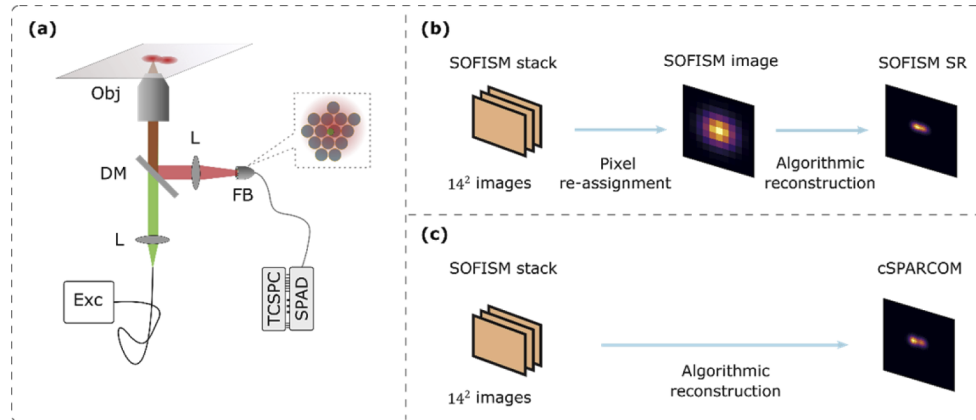 (a)
Obj
L
DM
FB
L
Exc
TCSPC
SPAD
(b)
SOFISM stack
SOFISM image
SOFISM SR
14² images
Pixel
re-assignment
Algorithmic
reconstruction
(c)
SOFISM stack
cSPARCOM
14² images
Algorithmic
reconstruction